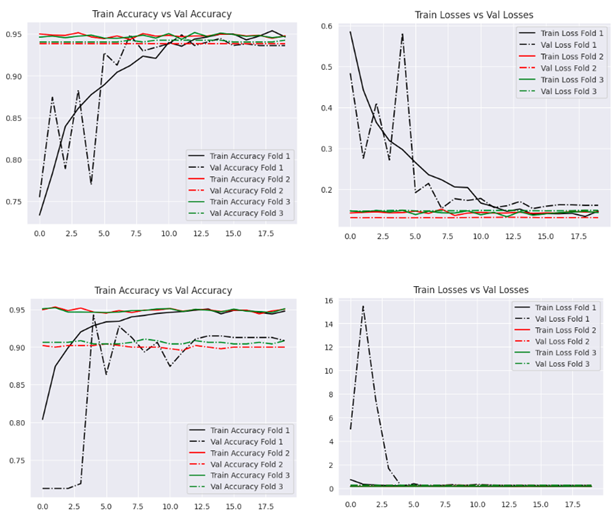 Train Accuracy vs Val Accuracy
0.95
0.90
0.85
0.80
0.75
Train Accuracy Fold 1
Val Accuracy Fold 1
Train Accuracy Fold 2
Val Accuracy Fold 2
Train Accuracy Fold 3
Val Accuracy Fold 3
0.0 2.5 5.0 7.5 10.0 12.5 15.0 17.5
Train Losses vs Val Losses
0.6
0.5
0.4
0.3
0.2
Train Loss Fold 1
Val Loss Fold 1
Train Loss Fold 2
Val Loss Fold 2
Train Loss Fold 3
Val Loss Fold 3
0.0 2.5 5.0 7.5 10.0 12.5 15.0 17.5
Train Accuracy vs Val Accuracy
0.95
0.90
0.85
0.80
0.75
Train Accuracy Fold 1
Val Accuracy Fold 1
Train Accuracy Fold 2
Val Accuracy Fold 2
Train Accuracy Fold 3
Val Accuracy Fold 3
0.0 2.5 5.0 7.5 10.0 12.5 15.0 17.5
Train Losses vs Val Losses
16
14
12
10
8
6
4
2
0
Train Loss Fold 1
Val Loss Fold 1
Train Loss Fold 2
Val Loss Fold 2
Train Loss Fold 3
Val Loss Fold 3
0.0 2.5 5.0 7.5 10.0 12.5 15.0 17.5